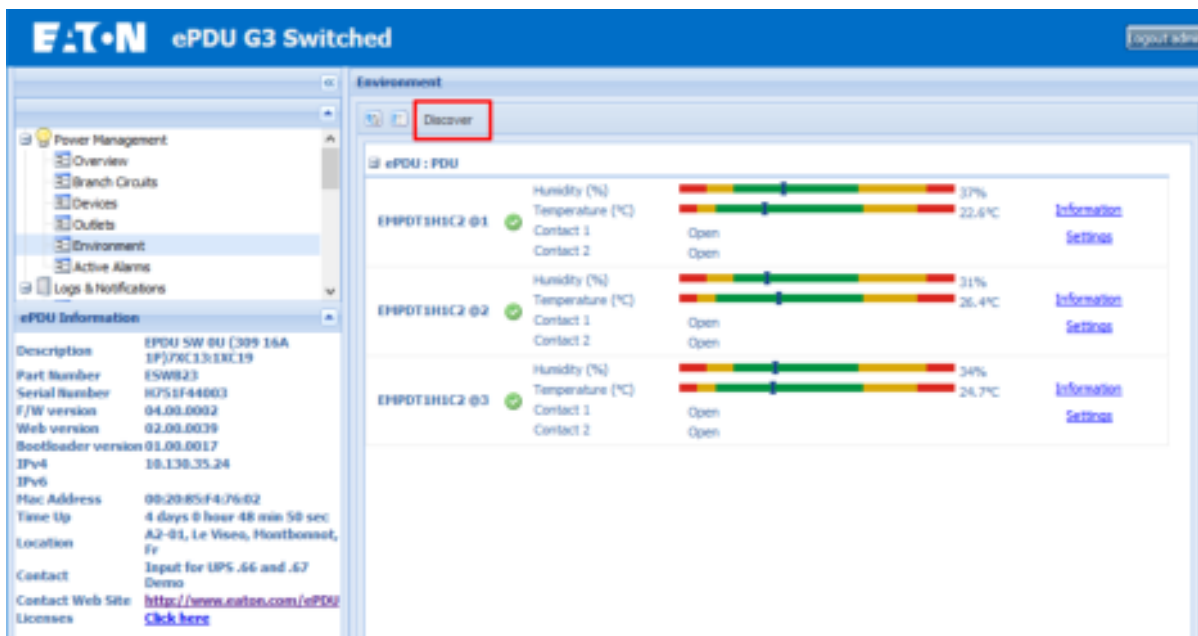 EATON ePDU G3 Switched
Logout admi
Environment
Discover
Power Management
Overview
Branch Circuits
Devices
Outlets
Environment
Active Alarms
Logs & Notifications
ePDU : PDU
EMPDT1H1C2 @1
Humidity (%) 37%
Temperature (°C) 22.6°C
Contact 1 Open
Contact 2 Open
Information
Settings
EMPDT1H1C2 @2
Humidity (%) 31%
Temperature (°C) 26.4°C
Contact 1 Open
Contact 2 Open
Information
Settings
EMPDT1H1C2 @3
Humidity (%) 34%
Temperature (°C) 24.7°C
Contact 1 Open
Contact 2 Open
Information
Settings
ePDU Information
Description EPDU SW 0U (309 16A
1P)7XC13:1XC19
Part Number ESWB23
Serial Number H751F44003
F/W version 04.00.0002
Web version 02.00.0039
Bootloader version 01.00.0017
IPv4 10.130.35.24
IPv6
Mac Address 00:20:85:F4:76:02
Time Up 4 days 0 hour 48 min 50 sec
Location A2-01, Le Viseo, Montbonnot,
Fr
Contact Input for UPS .66 and .67
Demo
Contact Web Site http://www.eaton.com/ePDU
Licenses Click here